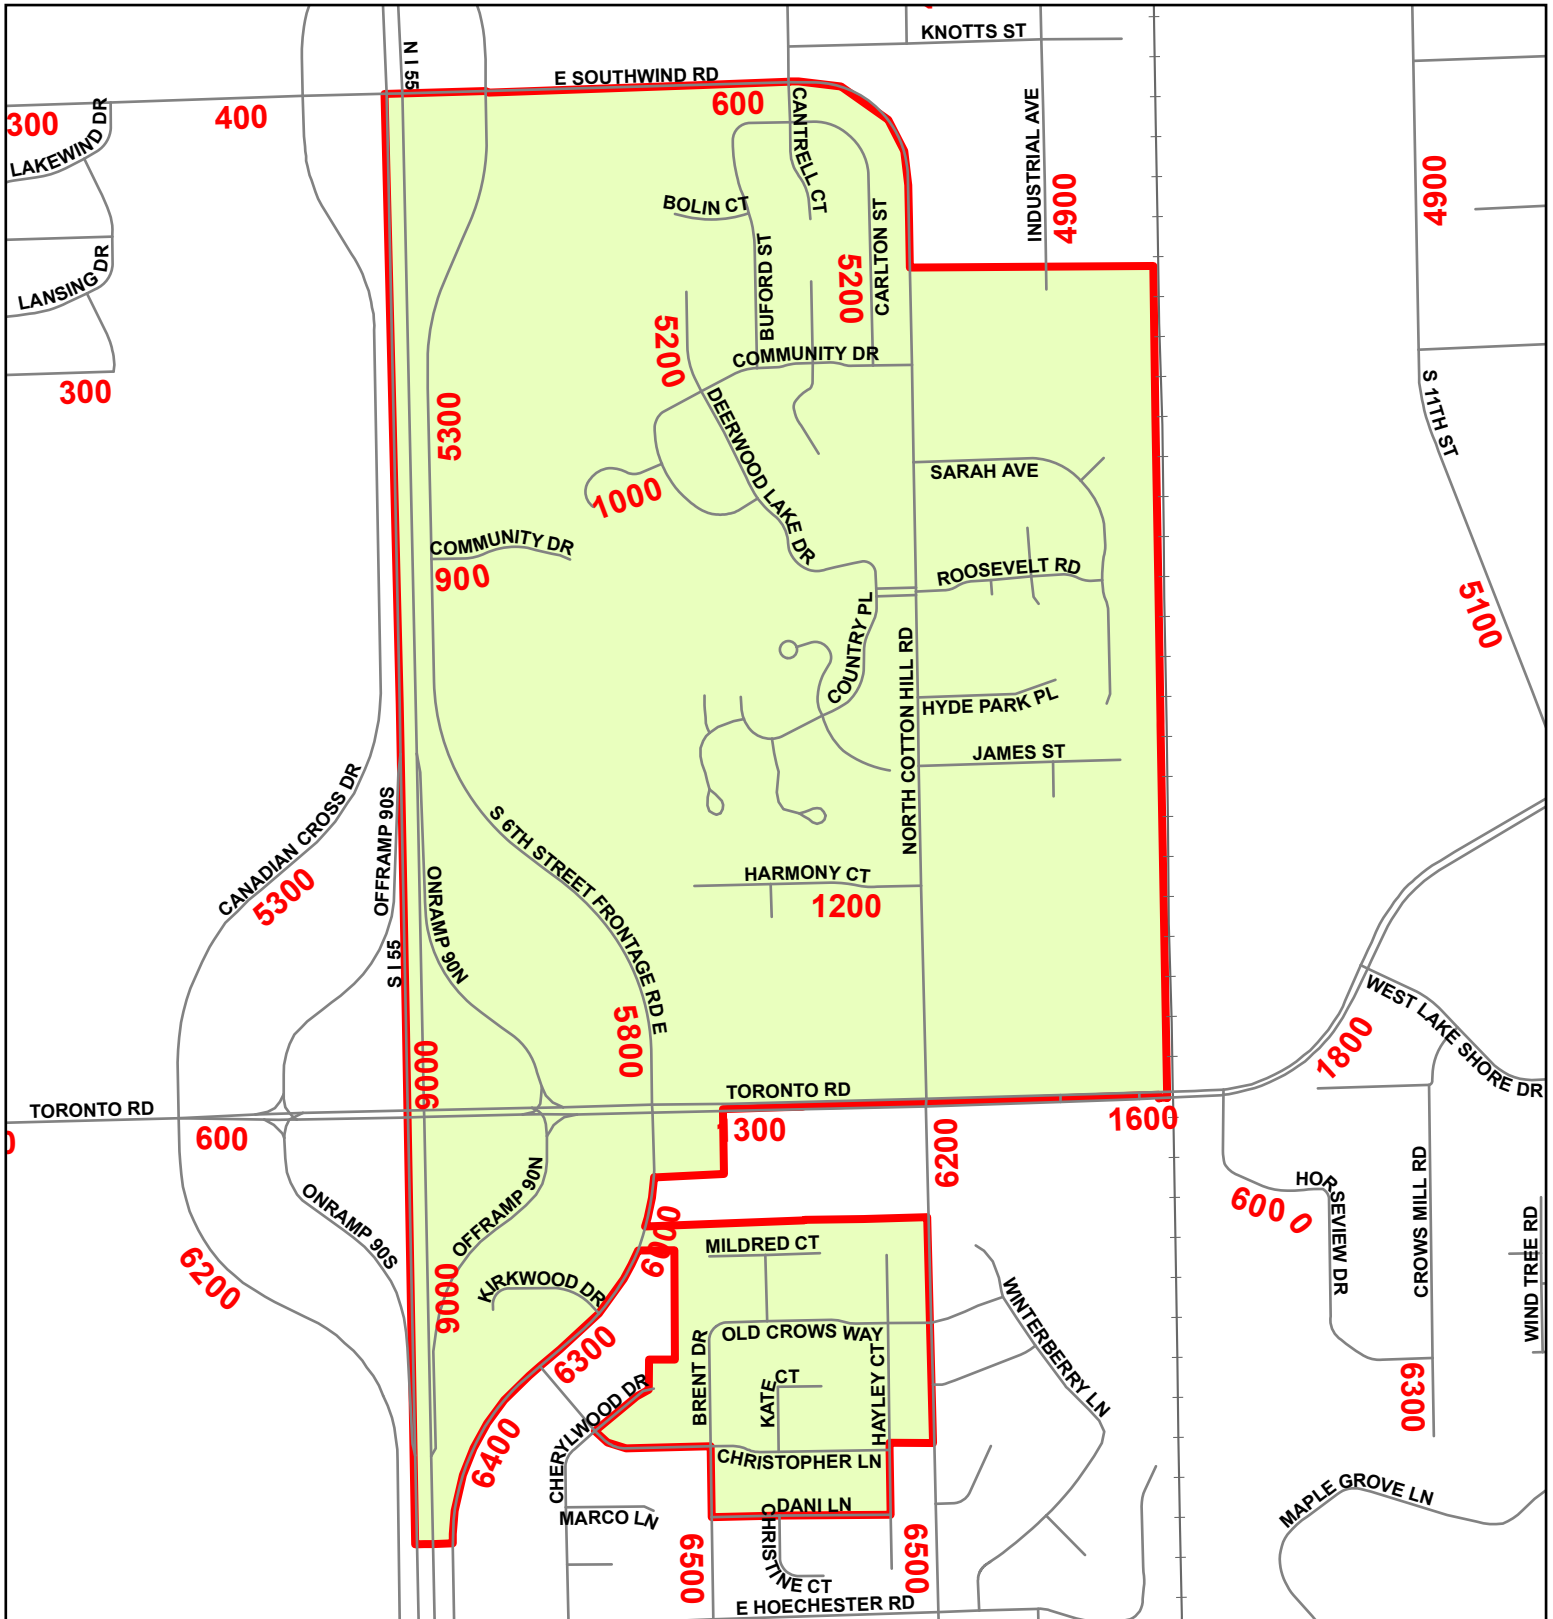 KNOTTS ST
N I 55
E SOUTHWIND RD
600
300
400
LAKEWIND DR
CANTRELL CT
INDUSTRIAL AVE
4900
4900
BOLIN CT
CARLTON ST
BUFORD ST
5200
LANSING DR
300
5200
COMMUNITY DR
5300
DEERWOOD LAKE DR
S 11TH ST
SARAH AVE
1000
COMMUNITY DR
900
ROOSEVELT RD
5100
COUNTRY PL
NORTH COTTON HILL RD
HYDE PARK PL
JAMES ST
CANADIAN CROSS DR
5300
OFFRAMP 90S
S 6TH STREET FRONTAGE RD E
ONRAMP 90N
HARMONY CT
1200
S I 55
5800
WEST LAKE SHORE DR
1800
9000
TORONTO RD
TORONTO RD
600
1300
1600
6200
OFFRAMP 90N
ONRAMP 90S
6200
6000
6000
HORSEVIEW DR
CROWS MILL RD
WIND TREE RD
MILDRED CT
KIRKWOOD DR
9000
WINTERBERRY LN
OLD CROWS WAY
6300
BRENT DR
HAYLEY CT
KATE CT
CHERYLWOOD DR
6300
6400
CHRISTOPHER LN
MAPLE GROVE LN
DANI LN
MARCO LN
CHRISTINE CT
6500
6500
E HOECHESTER RD